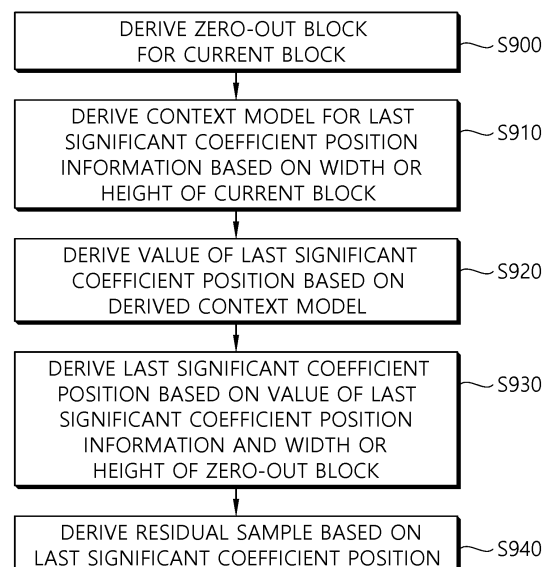 DERIVE ZERO-OUT BLOCK
FOR CURRENT BLOCK
S900
DERIVE CONTEXT MODEL FOR LAST
SIGNIFICANT COEFFICIENT POSITION
INFORMATION BASED ON WIDTH OR
HEIGHT OF CURRENT BLOCK
S910
DERIVE VALUE OF LAST SIGNIFICANT
COEFFICIENT POSITION BASED ON
DERIVED CONTEXT MODEL
S920
DERIVE LAST SIGNIFICANT COEFFICIENT
POSITION BASED ON VALUE OF LAST
SIGNIFICANT COEFFICIENT POSITION
INFORMATION AND WIDTH OR
HEIGHT OF ZERO-OUT BLOCK
S930
DERIVE RESIDUAL SAMPLE BASED ON
LAST SIGNIFICANT COEFFICIENT POSITION
S940